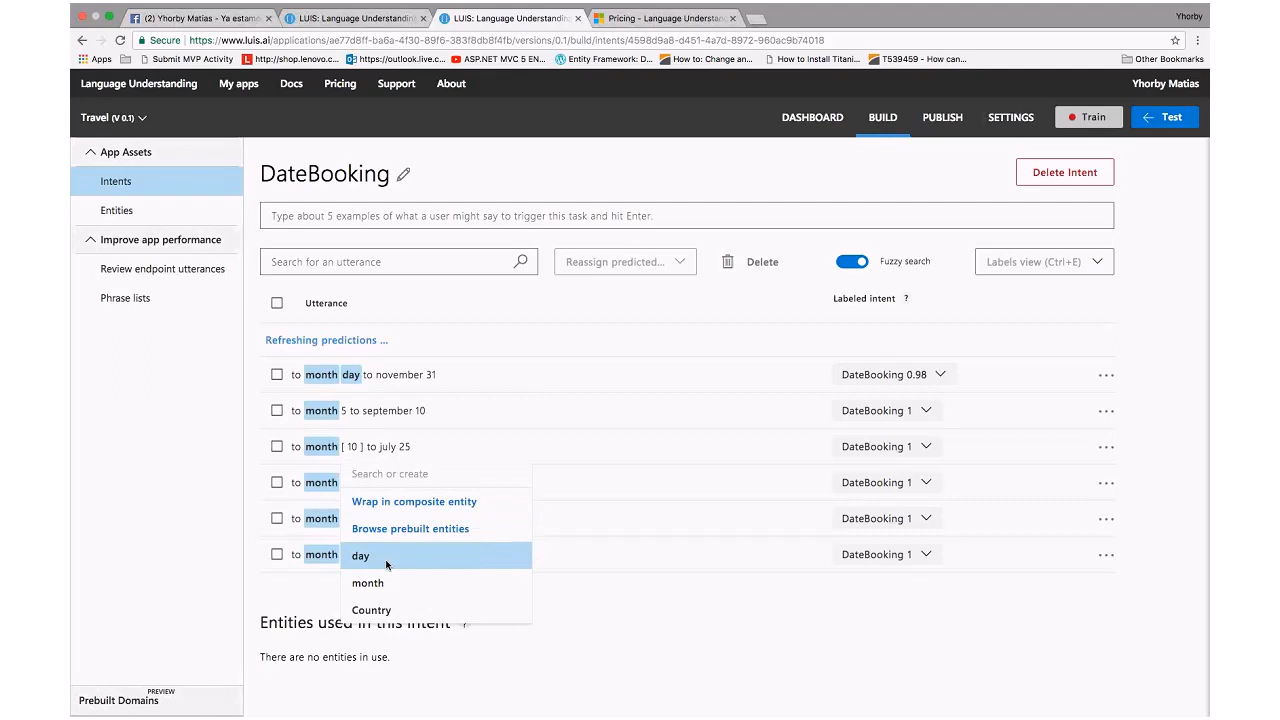 (2) Yhorby Matias - Ya estamo × LUIS: Language Understanding × LUIS: Language Understanding × Pricing - Language Understan × Yhorby
Secure https://www.luis.ai/applications/ae77d8ff-ba6a-4f30-89f6-383f8db8f4fb/versions/0.1/build/intents/4598d9a8-d451-4a7d-8972-960ac9b74018
Apps Submit MVP Activity http://shop.lenovo.c... https://outlook.live.c... ASP.NET MVC 5 EN... Entity Framework: D... How to: Change an... How to Install Titani... T539459 - How can... Other Bookmarks
Language Understanding My apps Docs Pricing Support About Yhorby Matias
Travel (V 0.1) DASHBOARD BUILD PUBLISH SETTINGS Train Test
App Assets
Intents
Entities
Improve app performance
Review endpoint utterances
Phrase lists
DateBooking Delete Intent
Type about 5 examples of what a user might say to trigger this task and hit Enter.
Search for an utterance Reassign predicted... Delete Fuzzy search Labels view (Ctrl+E)
Utterance Labeled intent ?
Refreshing predictions ...
to month day to november 31 DateBooking 0.98 ...
to month 5 to september 10 DateBooking 1 ...
to month [ 10 ] to july 25 DateBooking 1 ...
Search or create
to month DateBooking 1 ...
Wrap in composite entity
to month DateBooking 1 ...
Browse prebuilt entities
to month day DateBooking 1 ...
month
Country
Entities used in this intent ?
There are no entities in use.
PREVIEW
Prebuilt Domains